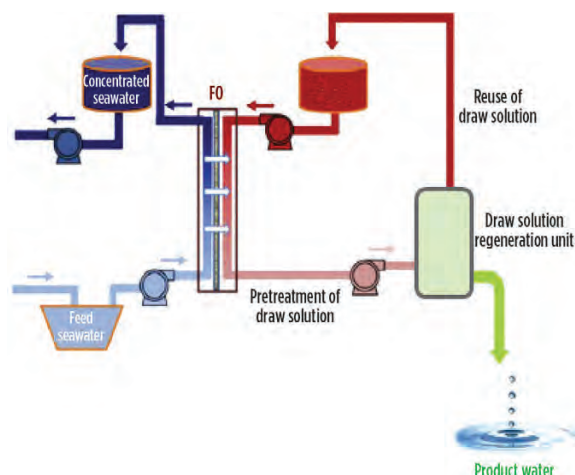 Concentrated
seawater
FO
Reuse of
draw solution
Draw solution
regeneration unit
Pretreatment of
draw solution
Feed
seawater
Product water